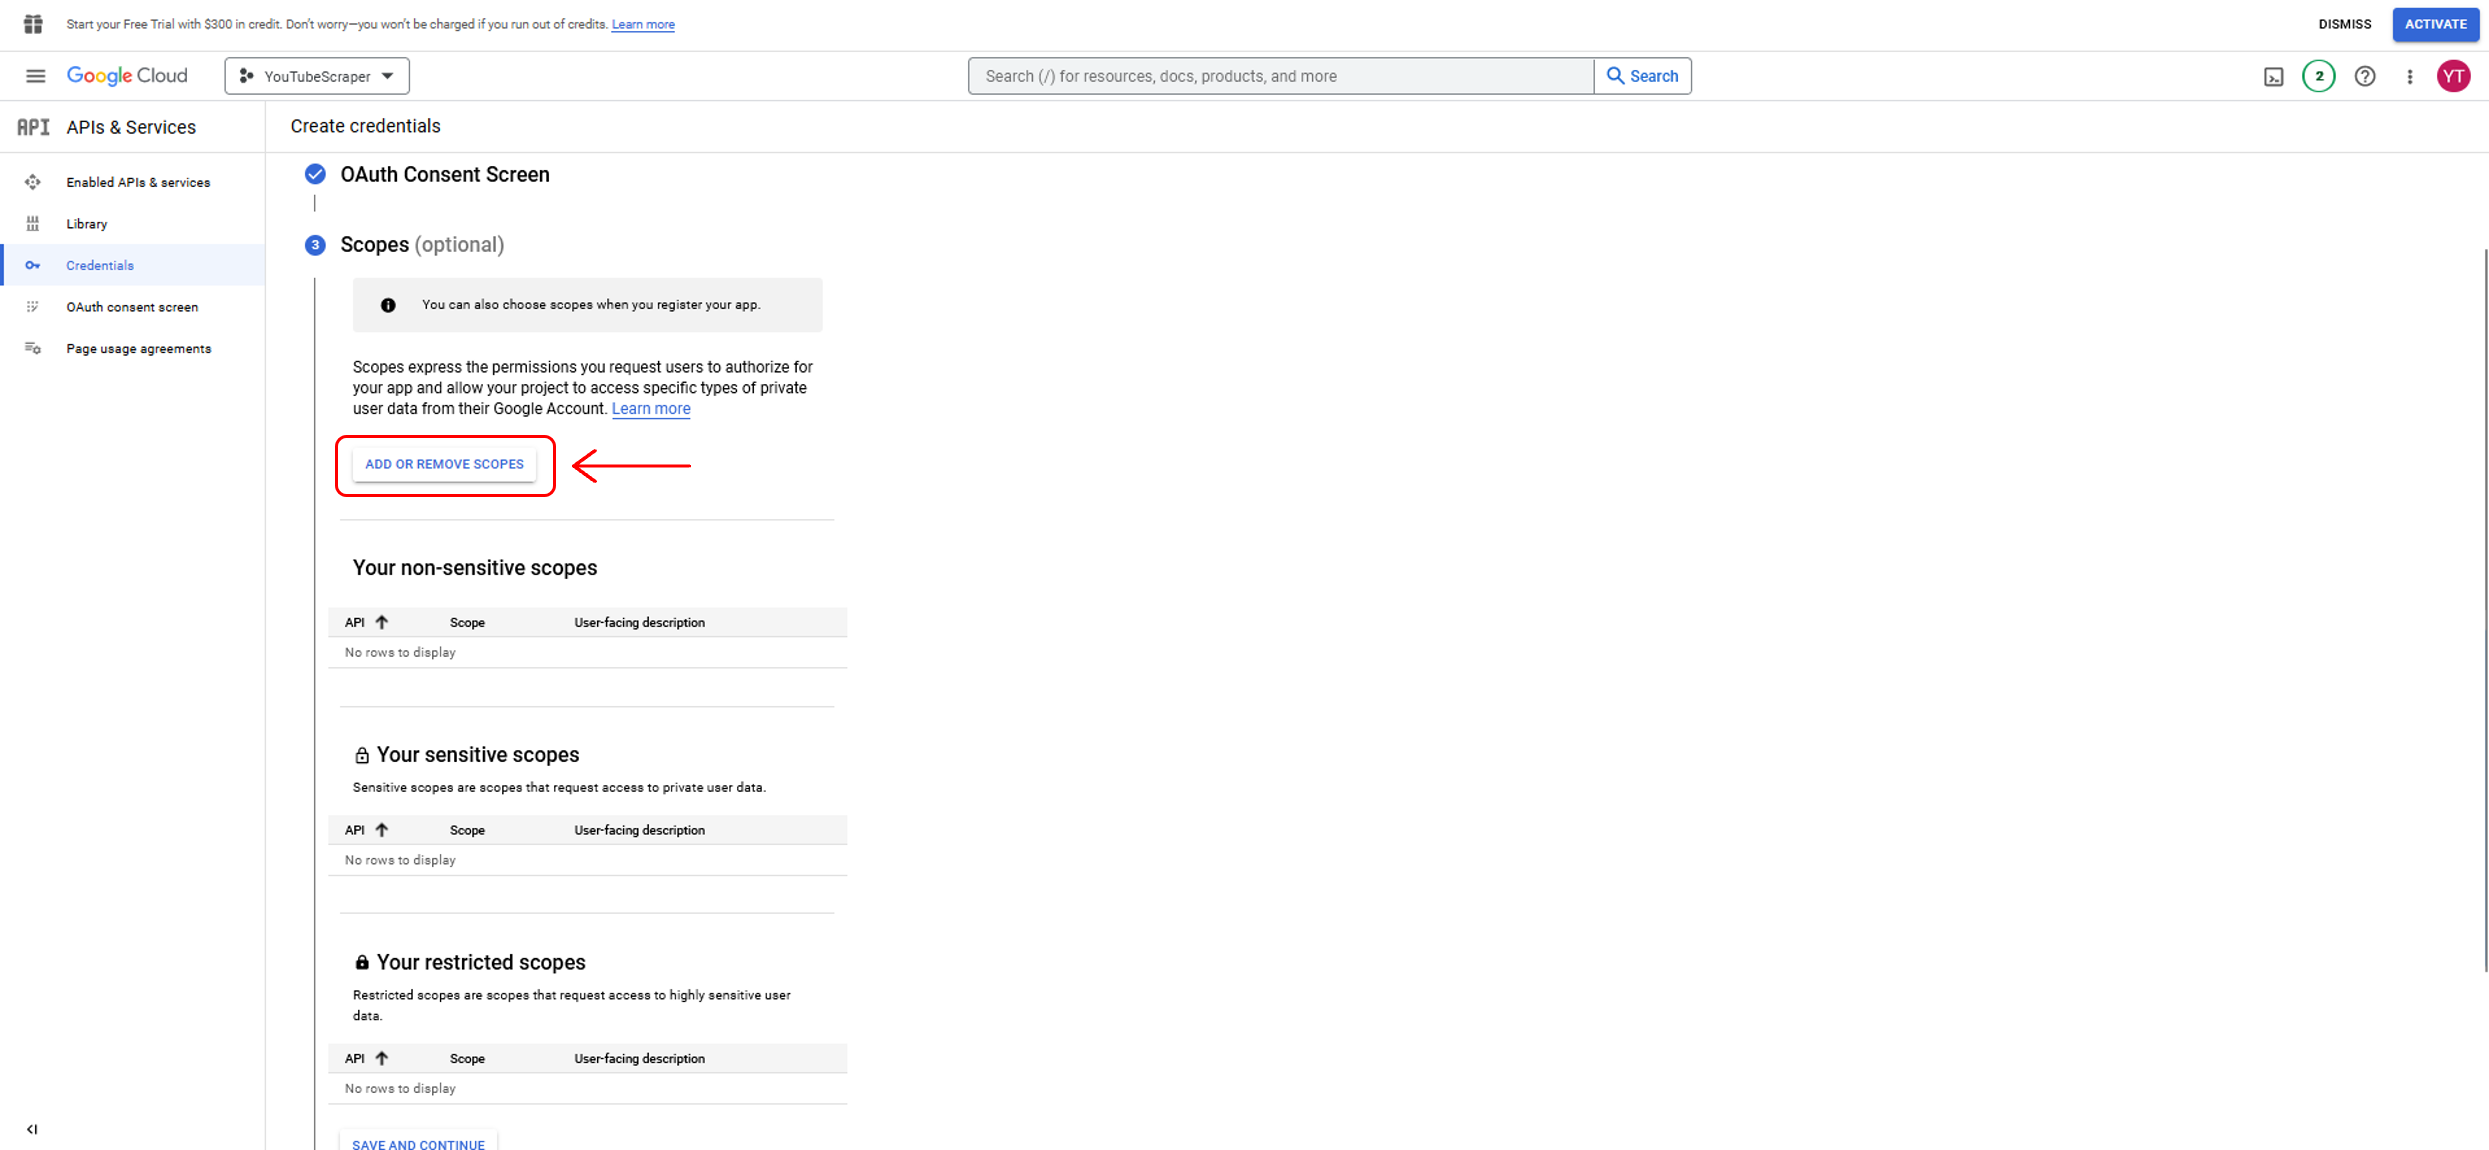 Start your Free Trial with $300 in credit. Don't worry—you won't be charged if you run out of credits. Learn more
DISMISS
ACTIVATE
Google Cloud
YouTubeScraper
Search (/) for resources, docs, products, and more
Search
2
YT
API
APIs & Services
Create credentials
Enabled APIs & services
Library
Credentials
OAuth consent screen
Page usage agreements
OAuth Consent Screen
3
Scopes (optional)
You can also choose scopes when you register your app.
Scopes express the permissions you request users to authorize for
your app and allow your project to access specific types of private
user data from their Google Account. Learn more
ADD OR REMOVE SCOPES
Your non-sensitive scopes
API Scope User-facing description
No rows to display
Your sensitive scopes
Sensitive scopes are scopes that request access to private user data.
API Scope User-facing description
No rows to display
Your restricted scopes
Restricted scopes are scopes that request access to highly sensitive user
data.
API Scope User-facing description
No rows to display
SAVE AND CONTINUE